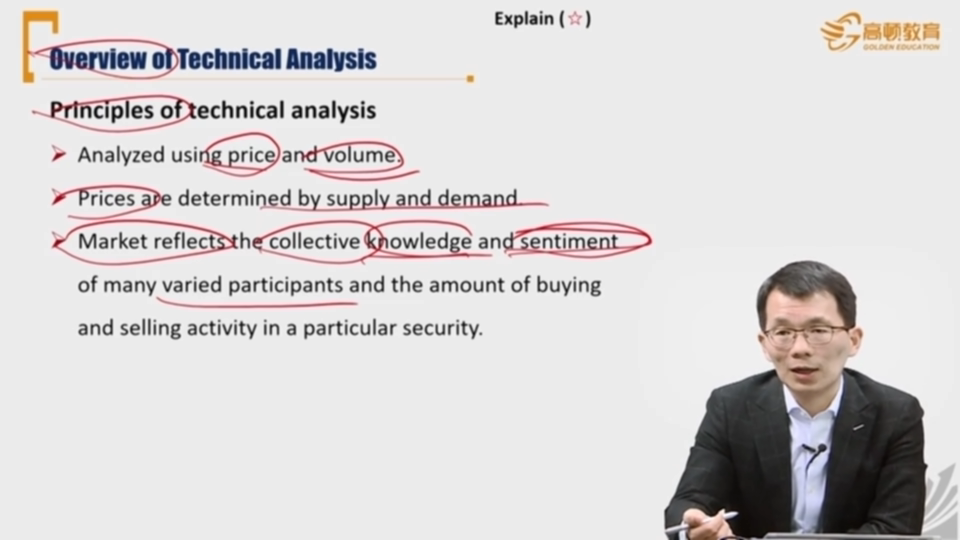 Explain (☆)
高顿教育
GOLDEN EDUCATION
Overview of Technical Analysis
Principles of technical analysis
➢ Analyzed using price and volume.
➢ Prices are determined by supply and demand.
➢ Market reflects the collective knowledge and sentiment
of many varied participants and the amount of buying
and selling activity in a particular security.